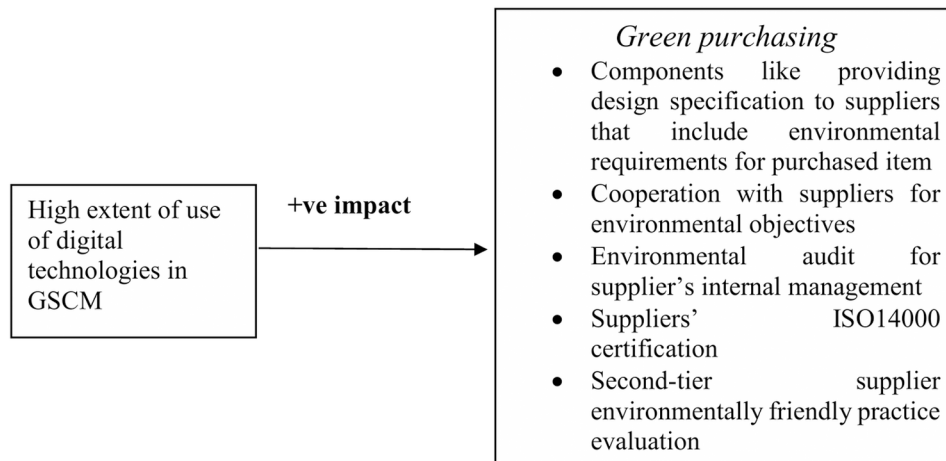 High extent of use
of digital
technologies in
GSCM
+ve impact
Green purchasing
• Components like providing
design specification to suppliers
that include environmental
requirements for purchased item
• Cooperation with suppliers for
environmental objectives
• Environmental audit for
supplier’s internal management
• Suppliers’ ISO14000
certification
• Second-tier supplier
environmentally friendly practice
evaluation